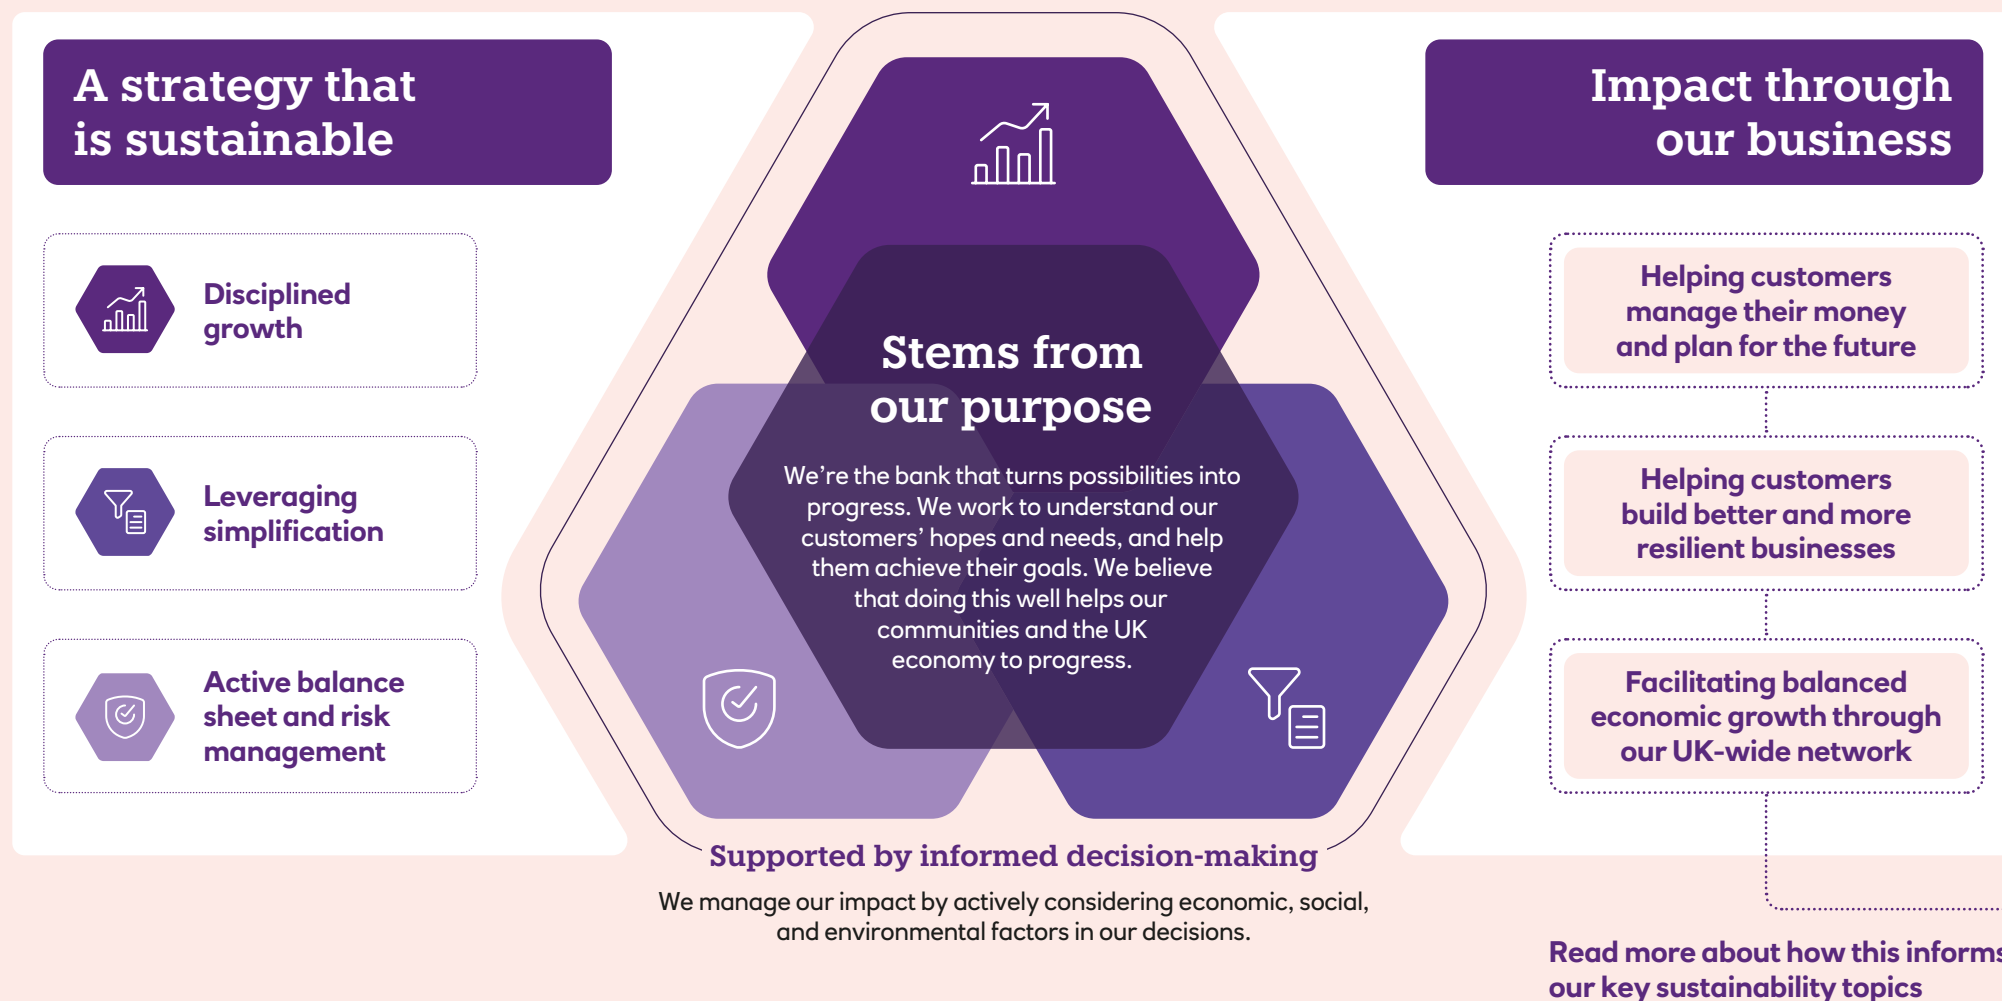 A strategy that
is sustainable
Disciplined
growth
Leveraging
simplification
Active balance
sheet and risk
management
Stems from
our purpose
We’re the bank that turns possibilities into
progress. We work to understand our
customers’ hopes and needs, and help
them achieve their goals. We believe
that doing this well helps our
communities and the UK
economy to progress.
Supported by informed decision-making
We manage our impact by actively considering economic, social,
and environmental factors in our decisions.
Impact through
our business
Helping customers
manage their money
and plan for the future
Helping customers
build better and more
resilient businesses
Facilitating balanced
economic growth through
our UK-wide network
Read more about how this informs
our key sustainability topics